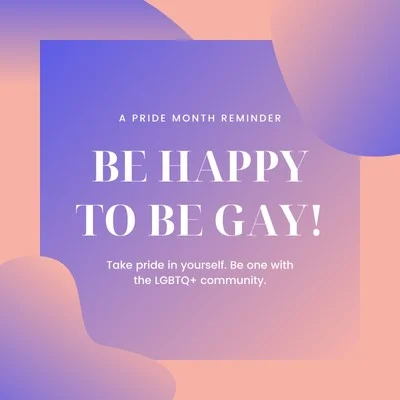 A PRIDE MONTH REMINDER
BE HAPPY
TO BE GAY!
Take pride in yourself. Be one with
the LGBTQ+ community.